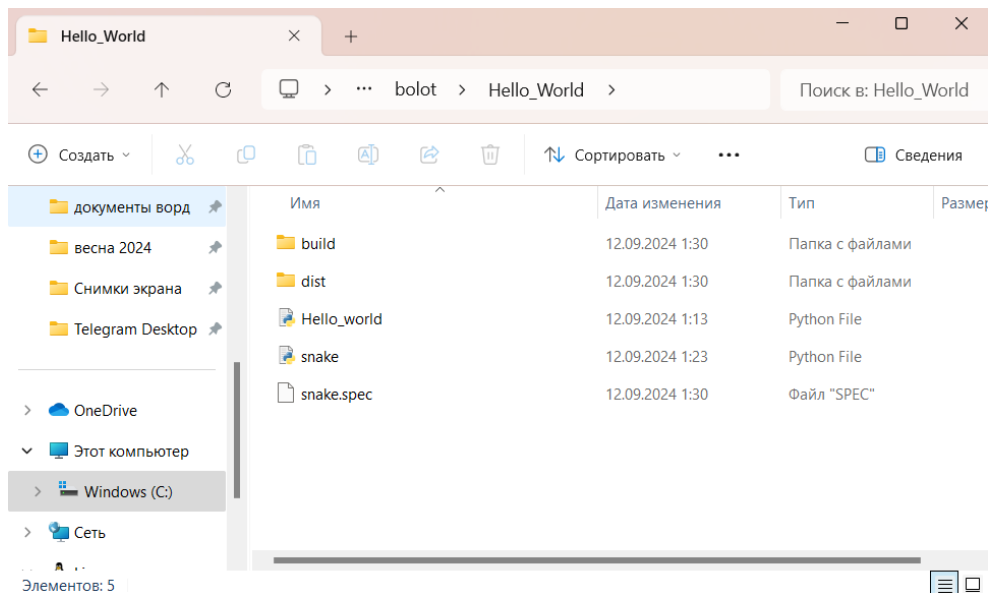 Hello_World
bolot Hello_World Поиск в: Hello_World
Создать Сортировать Сведения
Имя Дата изменения Тип Размер
документы ворд
весна 2024
Снимки экрана
Telegram Desktop
OneDrive
Этот компьютер
Windows (C:)
Сеть
build 12.09.2024 1:30 Папка с файлами
dist 12.09.2024 1:30 Папка с файлами
Hello_world 12.09.2024 1:13 Python File
snake 12.09.2024 1:23 Python File
snake.spec 12.09.2024 1:30 Файл "SPEC"
Элементов: 5